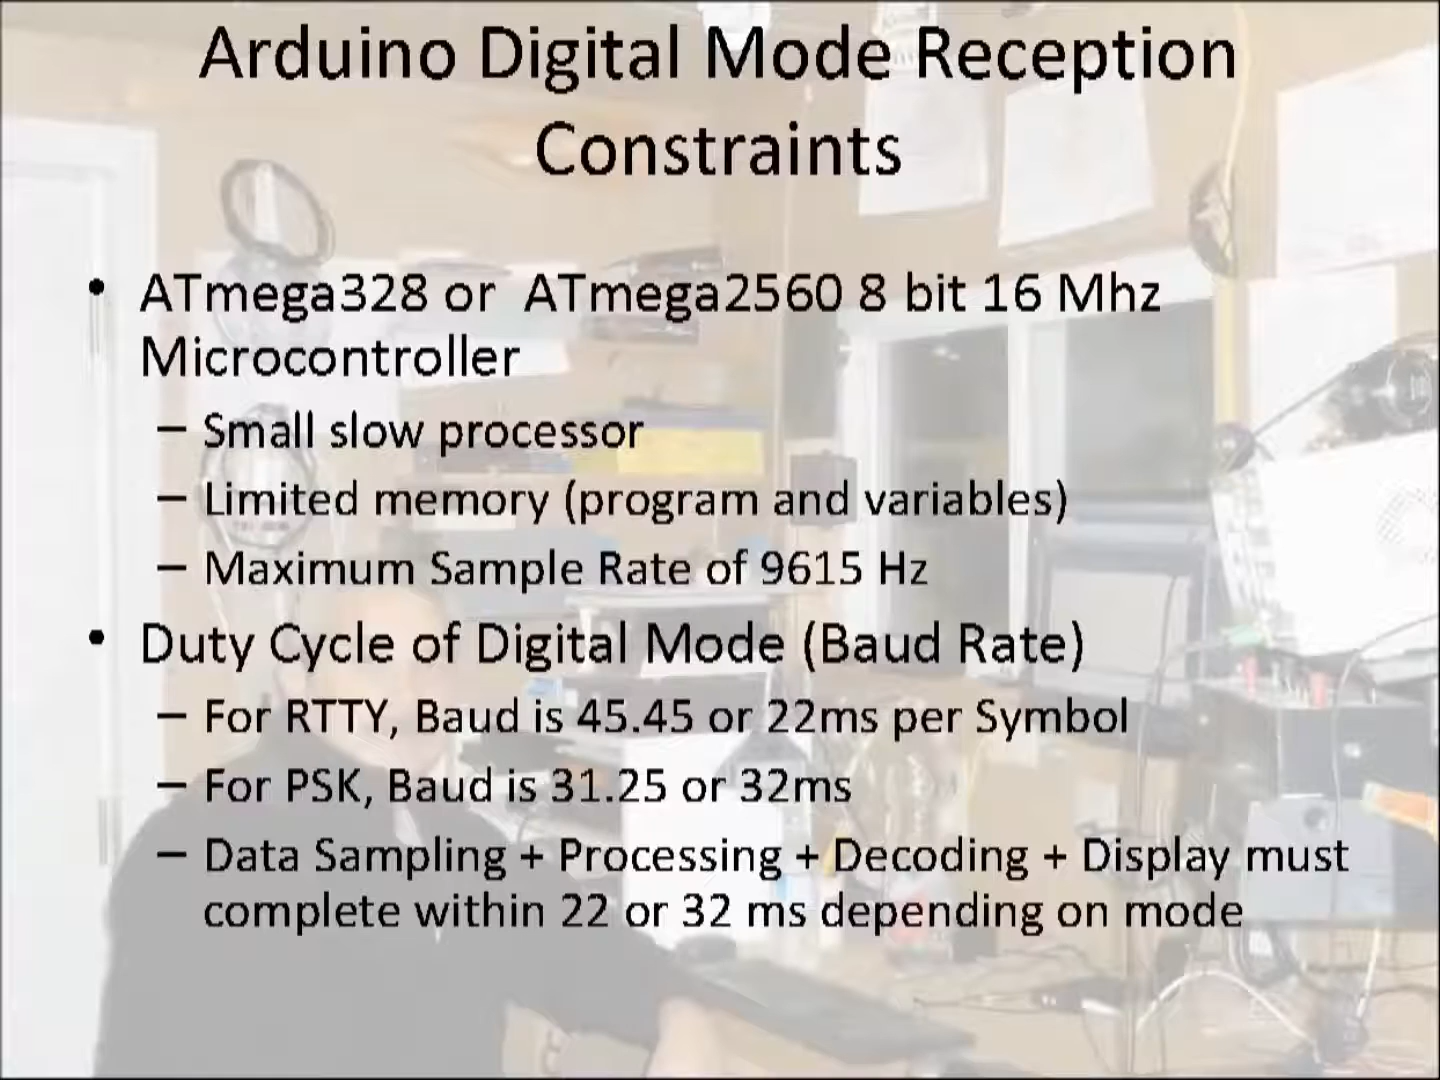 Arduino Digital Mode Reception
Constraints
• ATmega328 or ATmega2560 8 bit 16 Mhz
Microcontroller
– Small slow processor
– Limited memory (program and variables)
– Maximum Sample Rate of 9615 Hz
• Duty Cycle of Digital Mode (Baud Rate)
– For RTTY, Baud is 45.45 or 22ms per Symbol
– For PSK, Baud is 31.25 or 32ms
– Data Sampling + Processing + Decoding + Display must
complete within 22 or 32 ms depending on mode